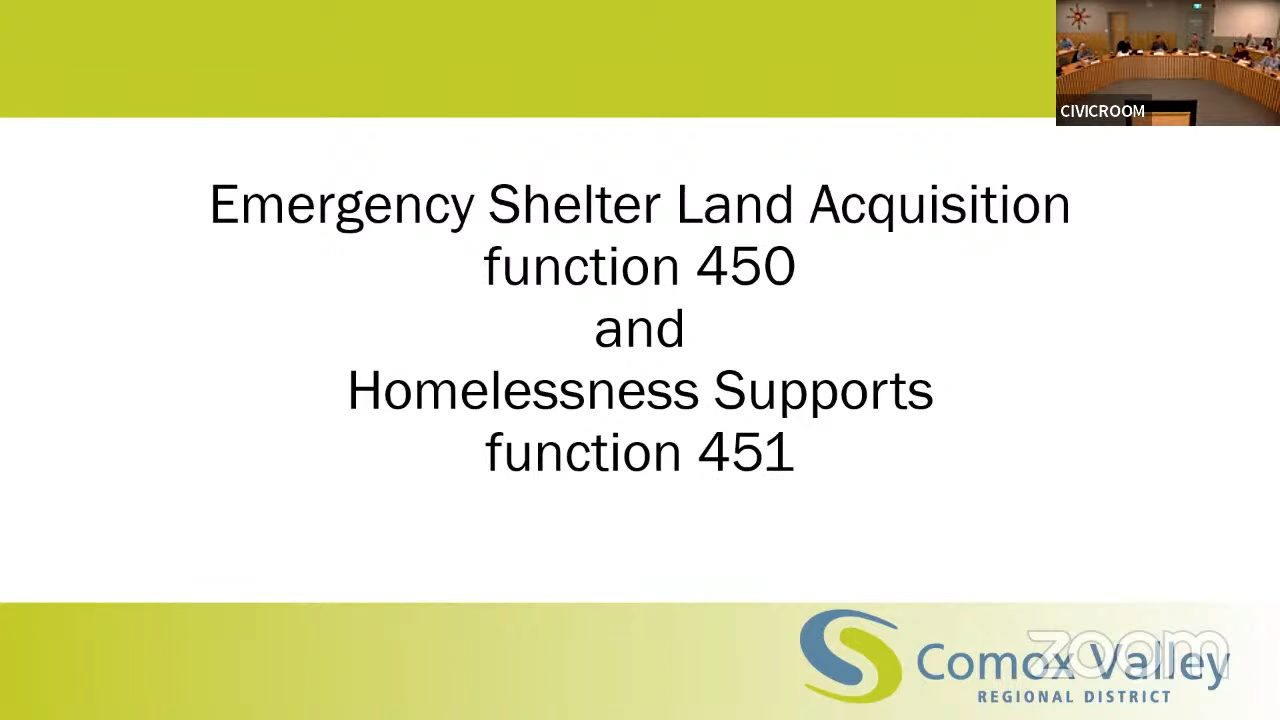 CIVICROOM
Emergency Shelter Land Acquisition
function 450
and
Homelessness Supports
function 451
zoom
Comox Valley
REGIONAL DISTRICT